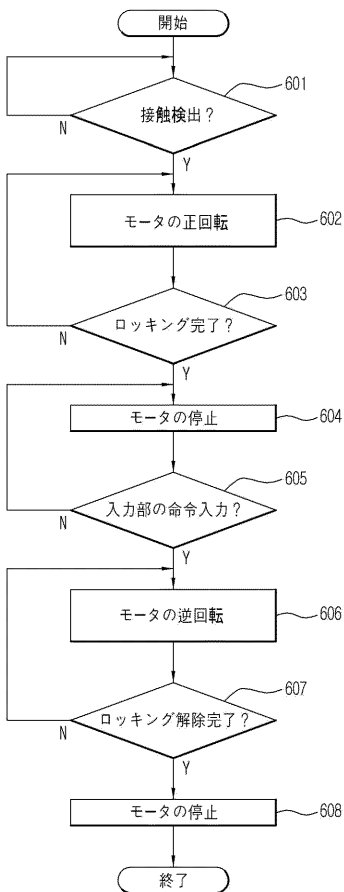 開始
接触検出？
601
N
Y
モータの正回転
602
ロッキング完了？
603
N
Y
モータの停止
604
入力部の命令入力？
605
N
Y
モータの逆回転
606
ロッキング解除完了？
607
N
Y
モータの停止
608
終了